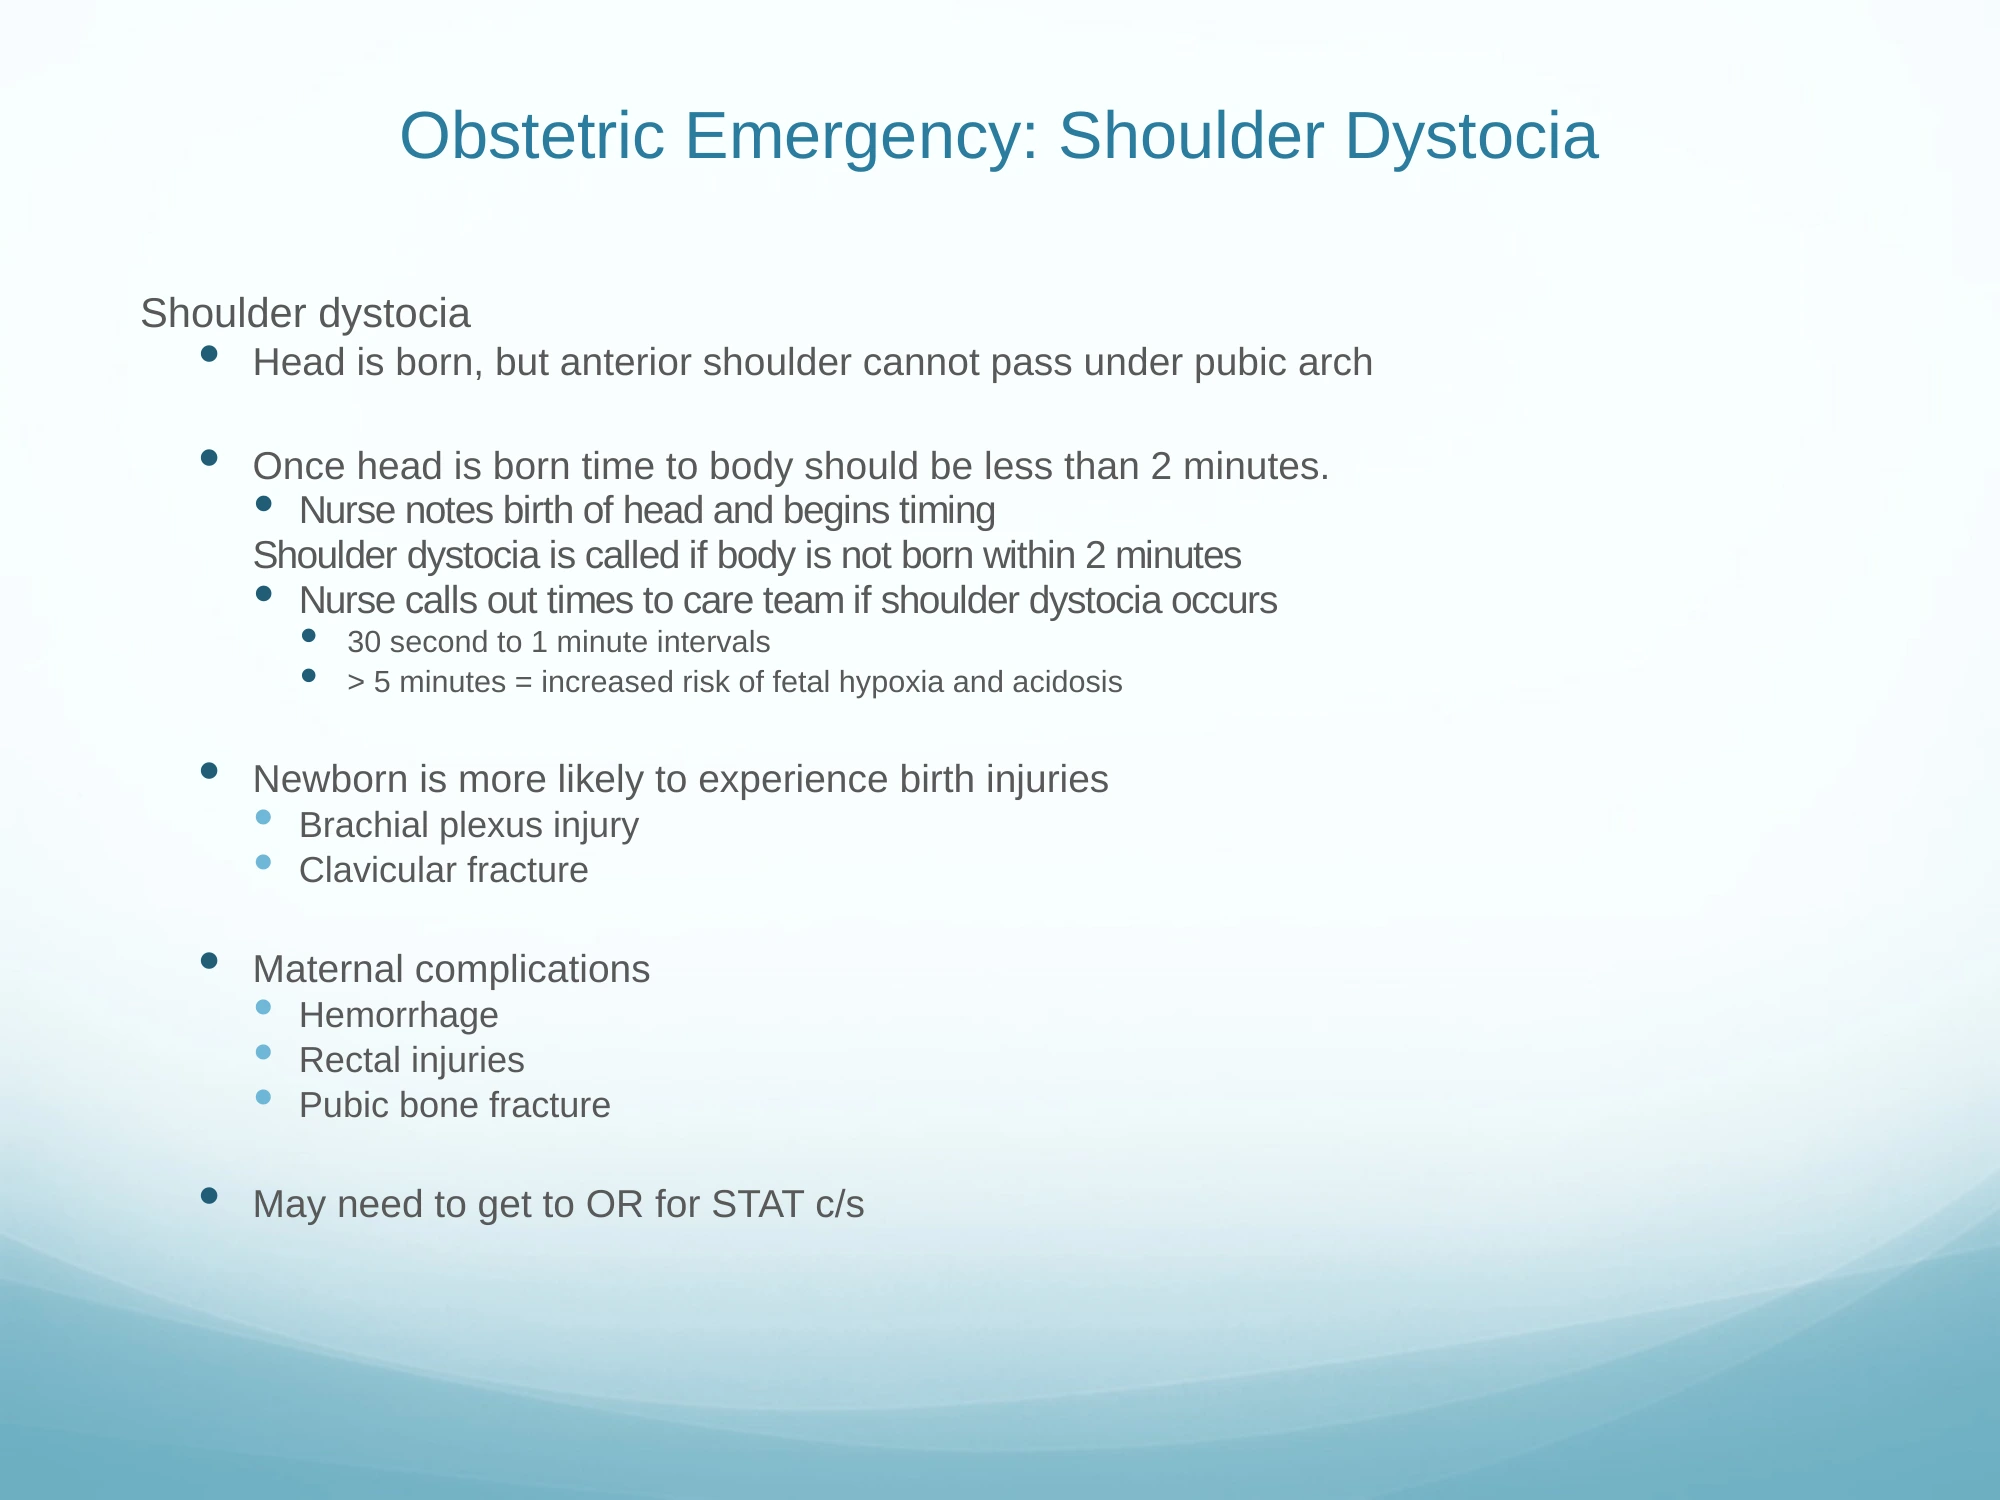 Obstetric Emergency: Shoulder Dystocia
Shoulder dystocia
• Head is born, but anterior shoulder cannot pass under pubic arch
• Once head is born time to body should be less than 2 minutes.
• Nurse notes birth of head and begins timing
Shoulder dystocia is called if body is not born within 2 minutes
• Nurse calls out times to care team if shoulder dystocia occurs
• 30 second to 1 minute intervals
• > 5 minutes = increased risk of fetal hypoxia and acidosis
• Newborn is more likely to experience birth injuries
• Brachial plexus injury
• Clavicular fracture
• Maternal complications
• Hemorrhage
• Rectal injuries
• Pubic bone fracture
• May need to get to OR for STAT c/s